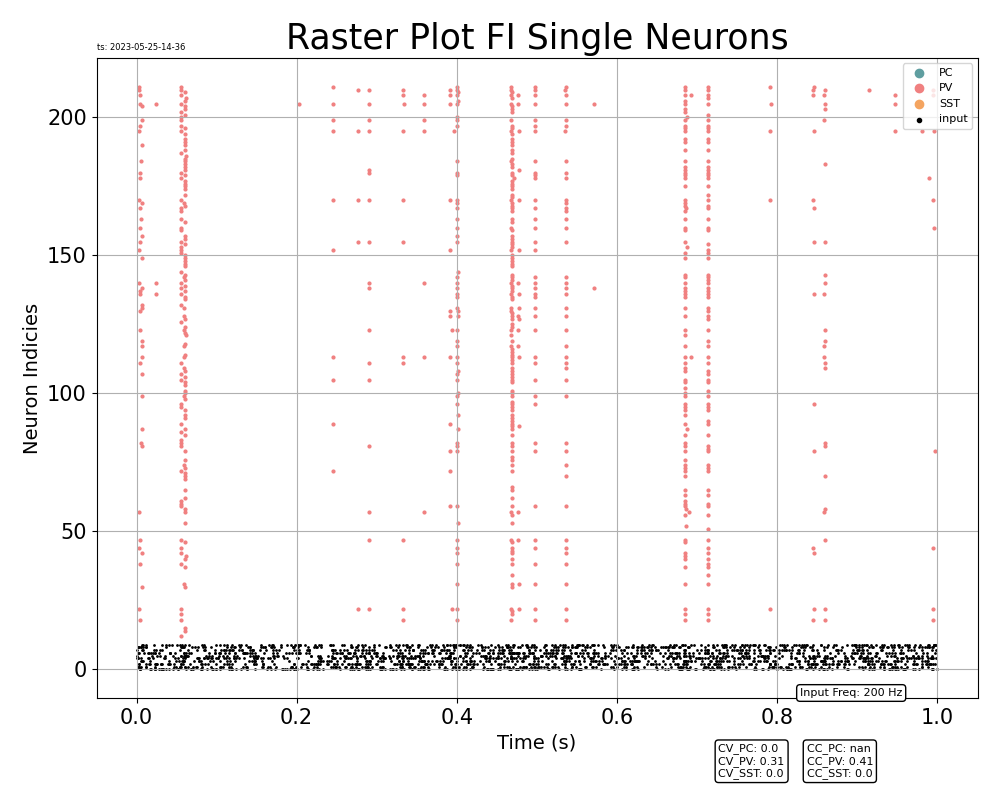 Raster Plot FI Single Neurons
ts: 2023-05-25-14-36
PC
PV
SST
input
200
150
100
50
0
Neuron Indicies
0.0 0.2 0.4 0.6 0.8 1.0
Time (s)
Input Freq: 200 Hz
CV_PC: 0.0
CV_PV: 0.31
CV_SST: 0.0
CC_PC: nan
CC_PV: 0.41
CC_SST: 0.0